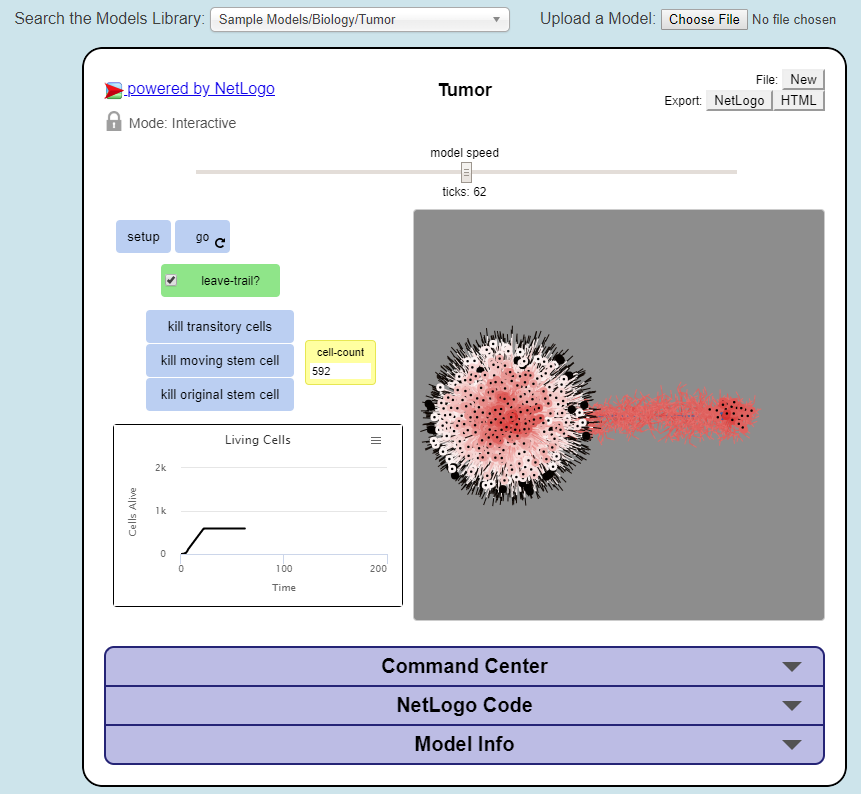 Search the Models Library: Sample Models/Biology/Tumor Upload a Model: Choose File No file chosen
powered by NetLogo
Tumor
File: New
Export: NetLogo HTML
Mode: Interactive
model speed
ticks: 62
setup go
leave-trail?
kill transitory cells
kill moving stem cell
kill original stem cell
cell-count
592
Living Cells
Cells Alive
2k
1k
0
0 100 200
Time
Command Center
NetLogo Code
Model Info